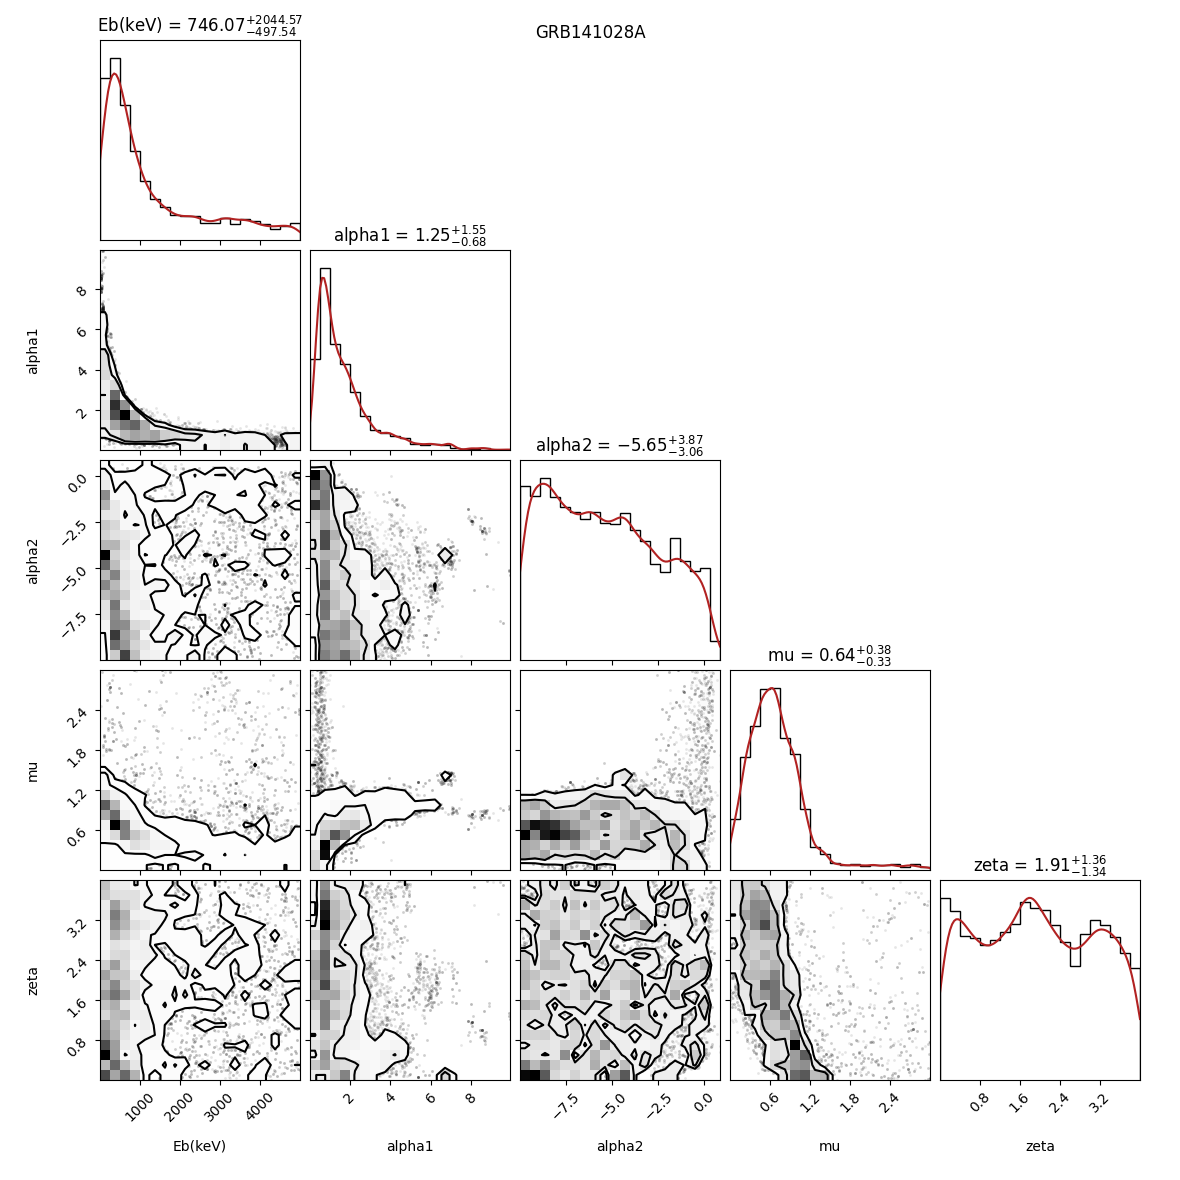 GRB141028A
Eb(keV) = 746.07+2044.57−497.54
alpha1 = 1.25+1.55−0.68
alpha1
8
6
4
2
alpha2 = −5.65+3.87−3.06
alpha2
0.0
−2.5
−5.0
−7.5
mu = 0.64+0.38−0.33
mu
2.4
1.8
1.2
0.6
zeta = 1.91+1.36−1.34
zeta
3.2
2.4
1.6
0.8
1000 2000 3000 4000 2 4 6 8 −7.5 −5.0 −2.5 0.0 0.6 1.2 1.8 2.4 0.8 1.6 2.4 3.2
Eb(keV) alpha1 alpha2 mu zeta